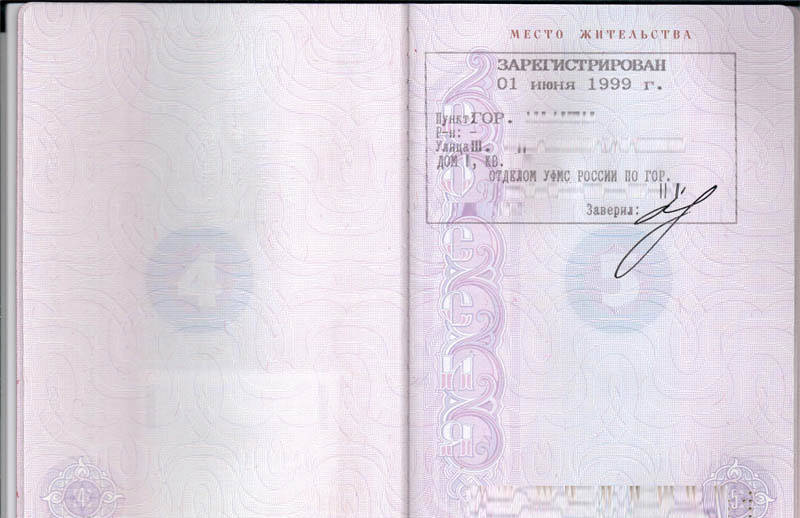 4
МЕСТО ЖИТЕЛЬСТВА
ЗАРЕГИСТРИРОВАН
01 июня 1999 г.
Пункт ГОР.
Р-н: -
Улица Ш.
ДОМ , КВ.
ОТДЕЛОМ УФМС РОССИИ ПО ГОР.
Заверил:
4
5